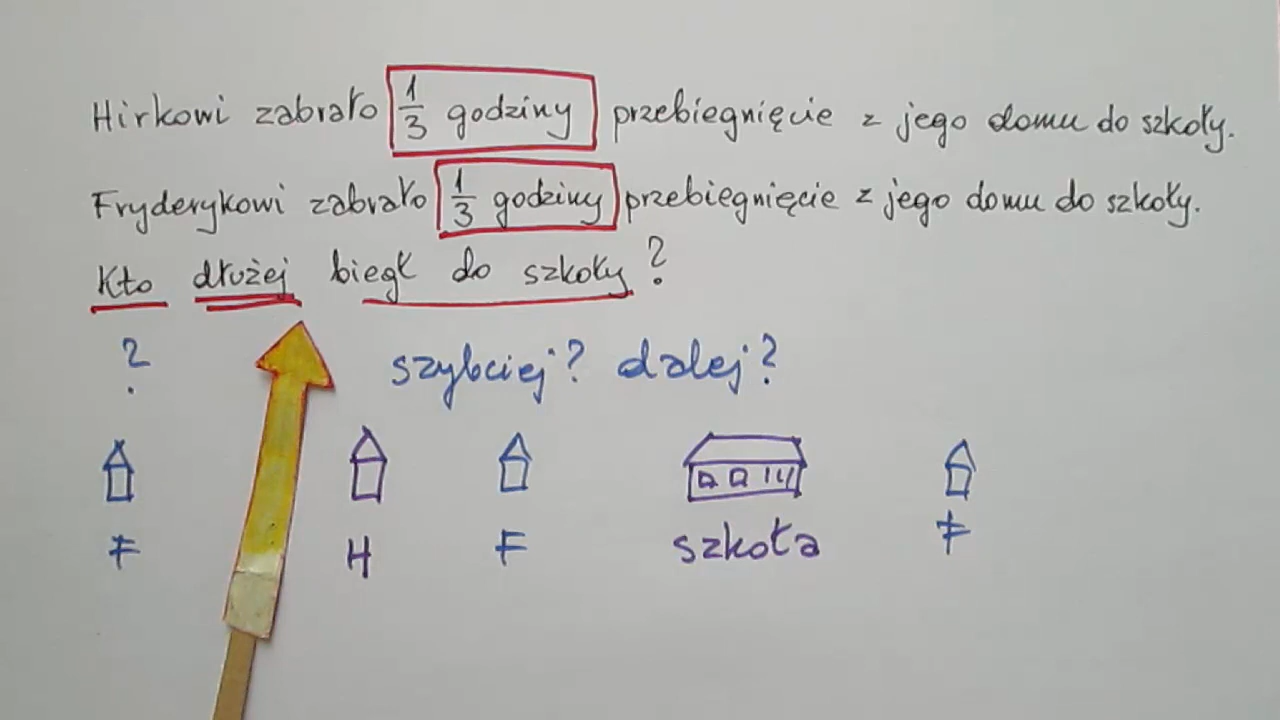 Hirkowi zabrało 1/3 godziny przebiegnięcie z jego domu do szkoły.
Fryderykowi zabrało 1/3 godziny przebiegnięcie z jego domu do szkoły.
Kto dłużej biegł do szkoły?
? szybciej? dalej?
F H F szkoła F